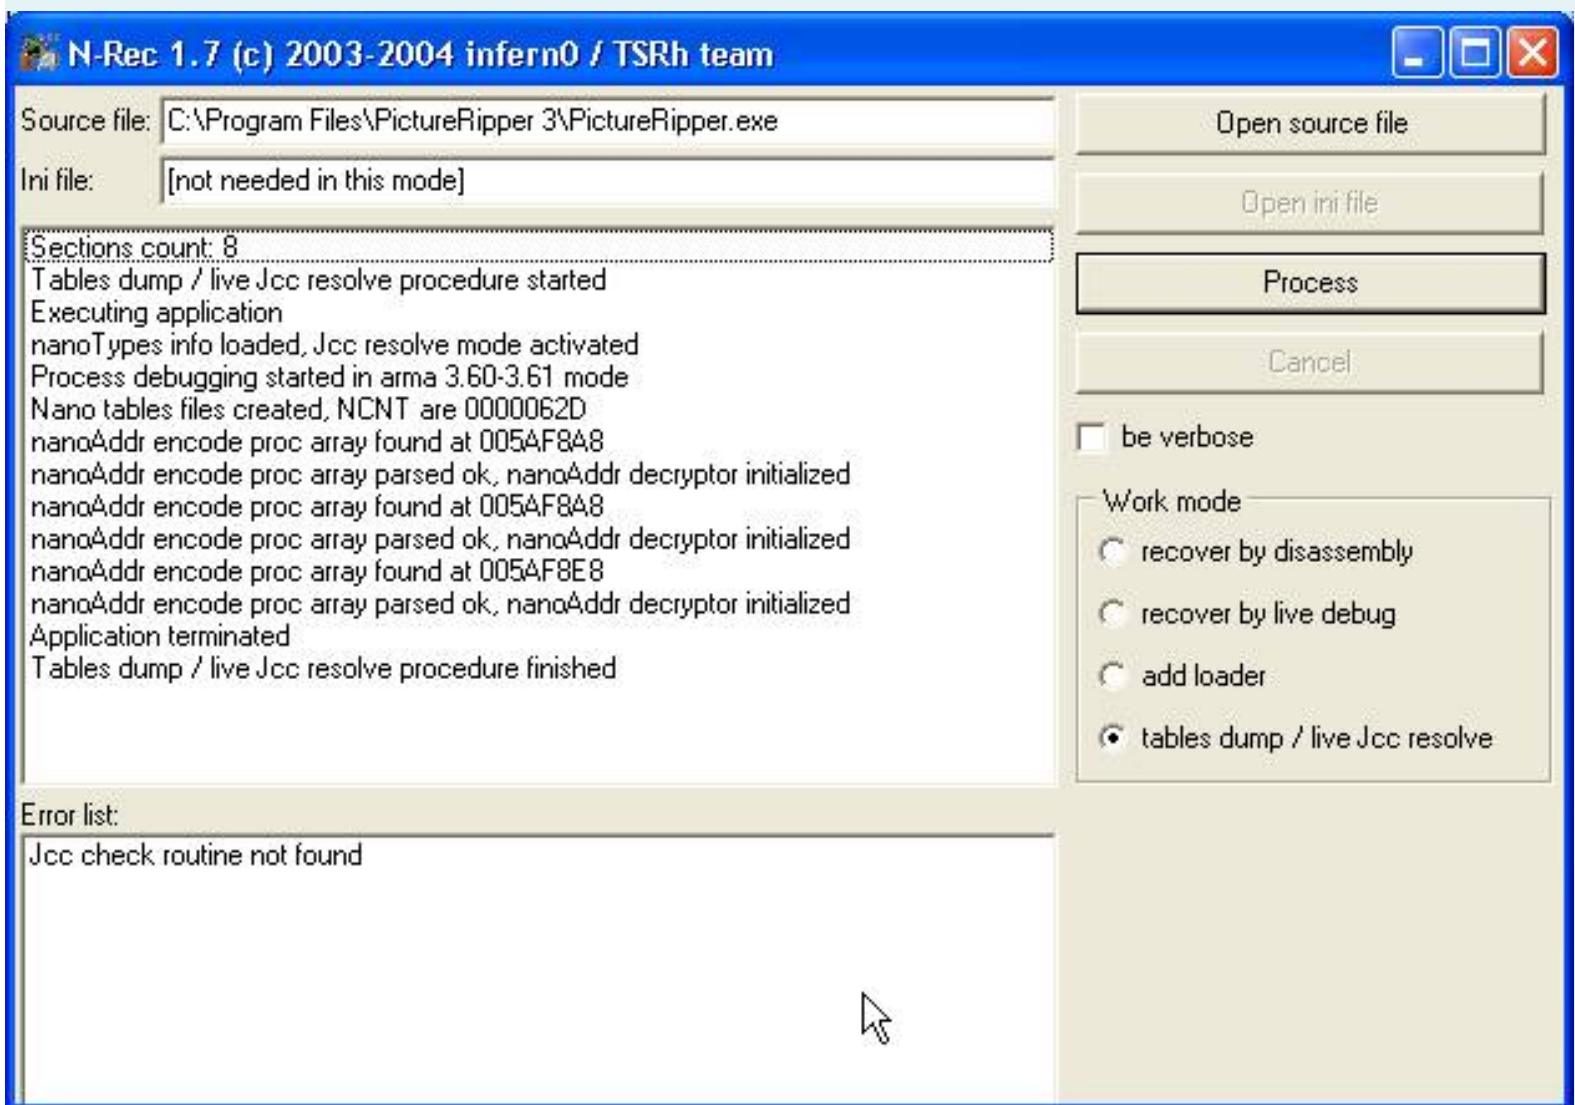 N-Rec 1.7 (c) 2003-2004 infern0 / TSRh team
Source file: C:\Program Files\PictureRipper 3\PictureRipper.exe
Open source file
Ini file: [not needed in this mode]
Open ini file
Sections count: 8
Tables dump / live Jcc resolve procedure started
Executing application
nanoTypes info loaded, Jcc resolve mode activated
Process debugging started in arma 3.60-3.61 mode
Nano tables files created, NCNT are 0000062D
nanoAddr encode proc array found at 005AF8A8
nanoAddr encode proc array parsed ok, nanoAddr decryptor initialized
nanoAddr encode proc array found at 005AF8A8
nanoAddr encode proc array parsed ok, nanoAddr decryptor initialized
nanoAddr encode proc array found at 005AF8E8
nanoAddr encode proc array parsed ok, nanoAddr decryptor initialized
Application terminated
Tables dump / live Jcc resolve procedure finished
Process
Cancel
be verbose
Work mode
recover by disassembly
recover by live debug
add loader
tables dump / live Jcc resolve
Error list:
Jcc check routine not found